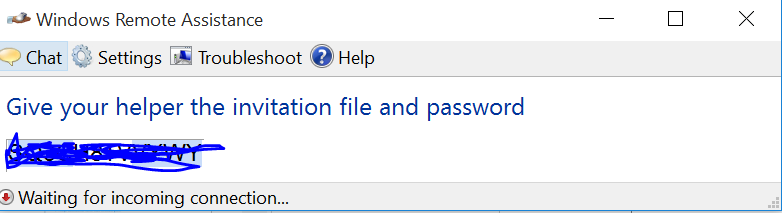 Windows Remote Assistance
Chat Settings Troubleshoot Help
Give your helper the invitation file and password
Waiting for incoming connection...